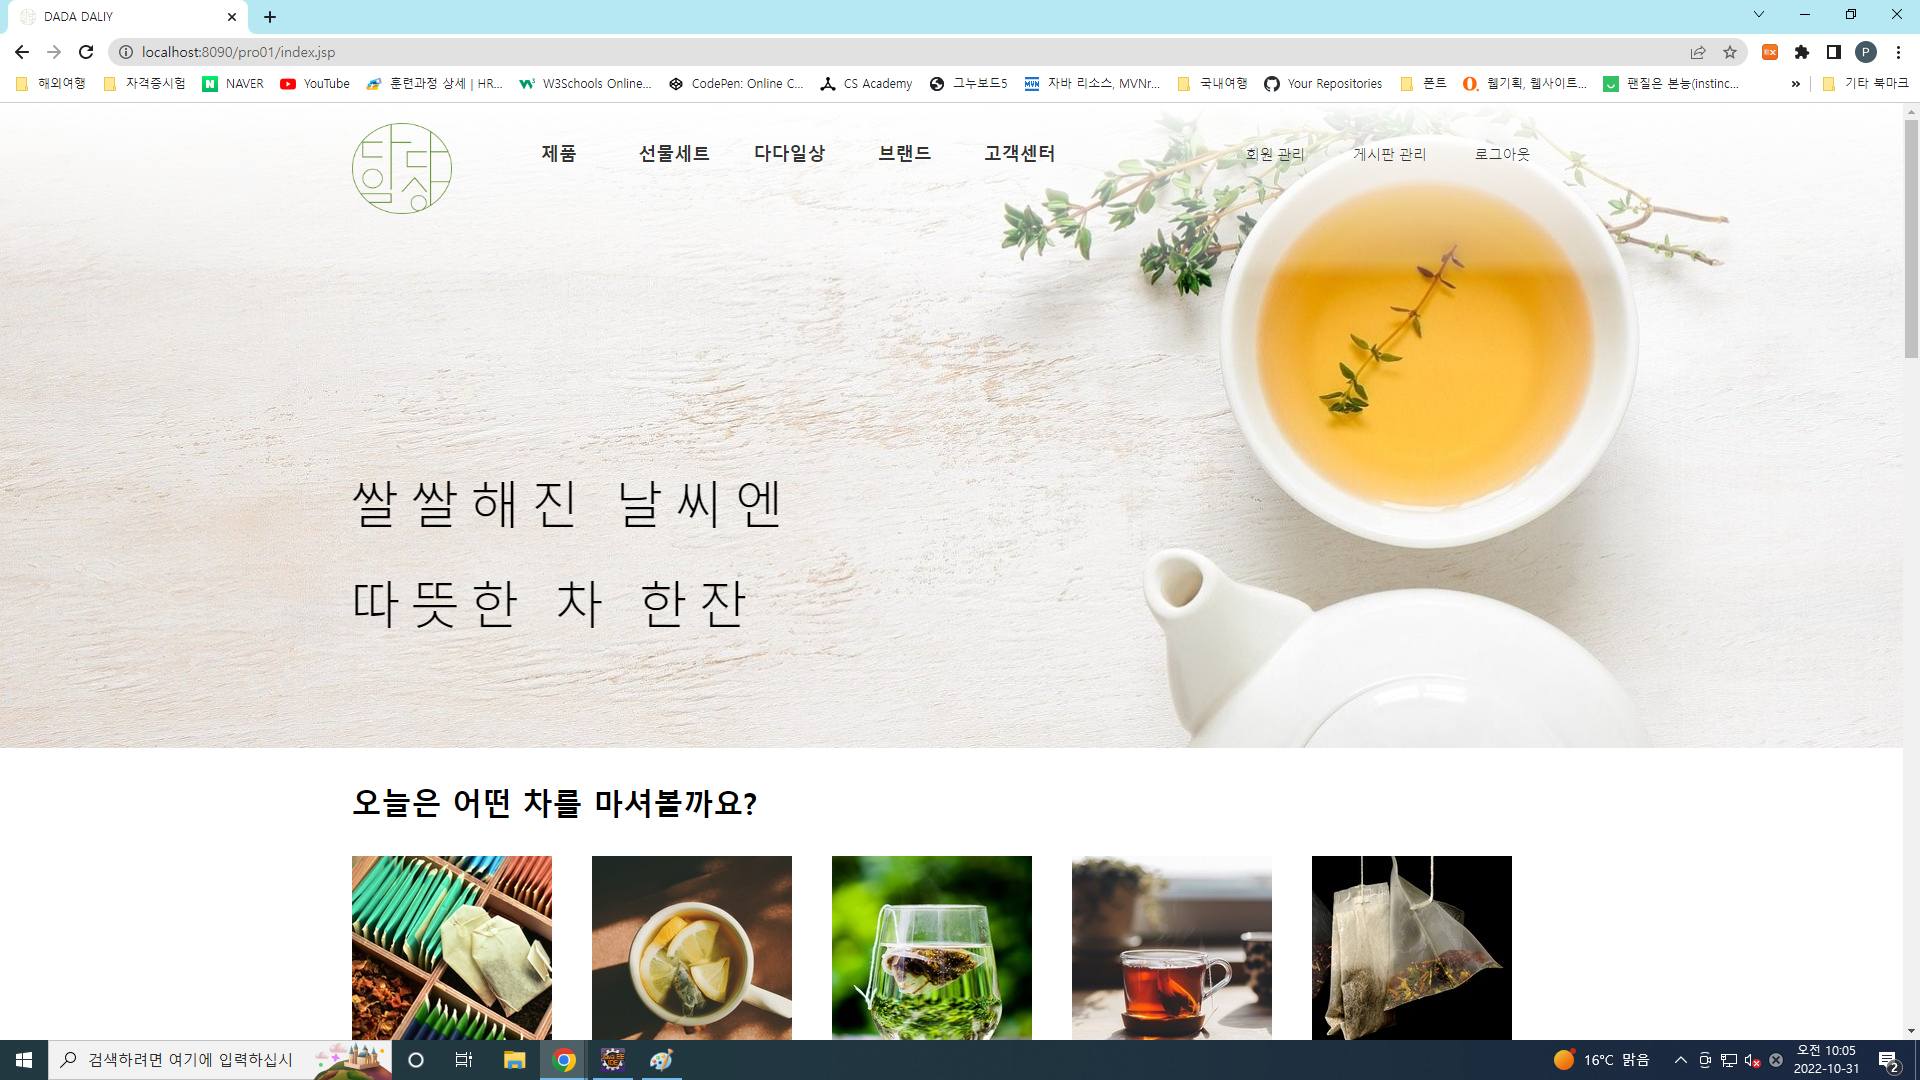 DADA DALIY
localhost:8090/pro01/index.jsp
P
해외여행 자격증시험 NAVER YouTube 훈련과정 상세 | HR... W3Schools Online... CodePen: Online C... CS Academy 그누보드5 자바 리소스, MVNr... 국내여행 Your Repositories 폰트 웹기획, 웹사이트... 팬질은 본능(instinc... » 기타 북마크
다다일상
제품 선물세트 다다일상 브랜드 고객센터 회원 관리 게시판 관리 로그아웃
쌀쌀해진 날씨엔
따뜻한 차 한잔
오늘은 어떤 차를 마셔볼까요?
검색하려면 여기에 입력하십시
16°C 맑음
오전 10:05
2022-10-31
2